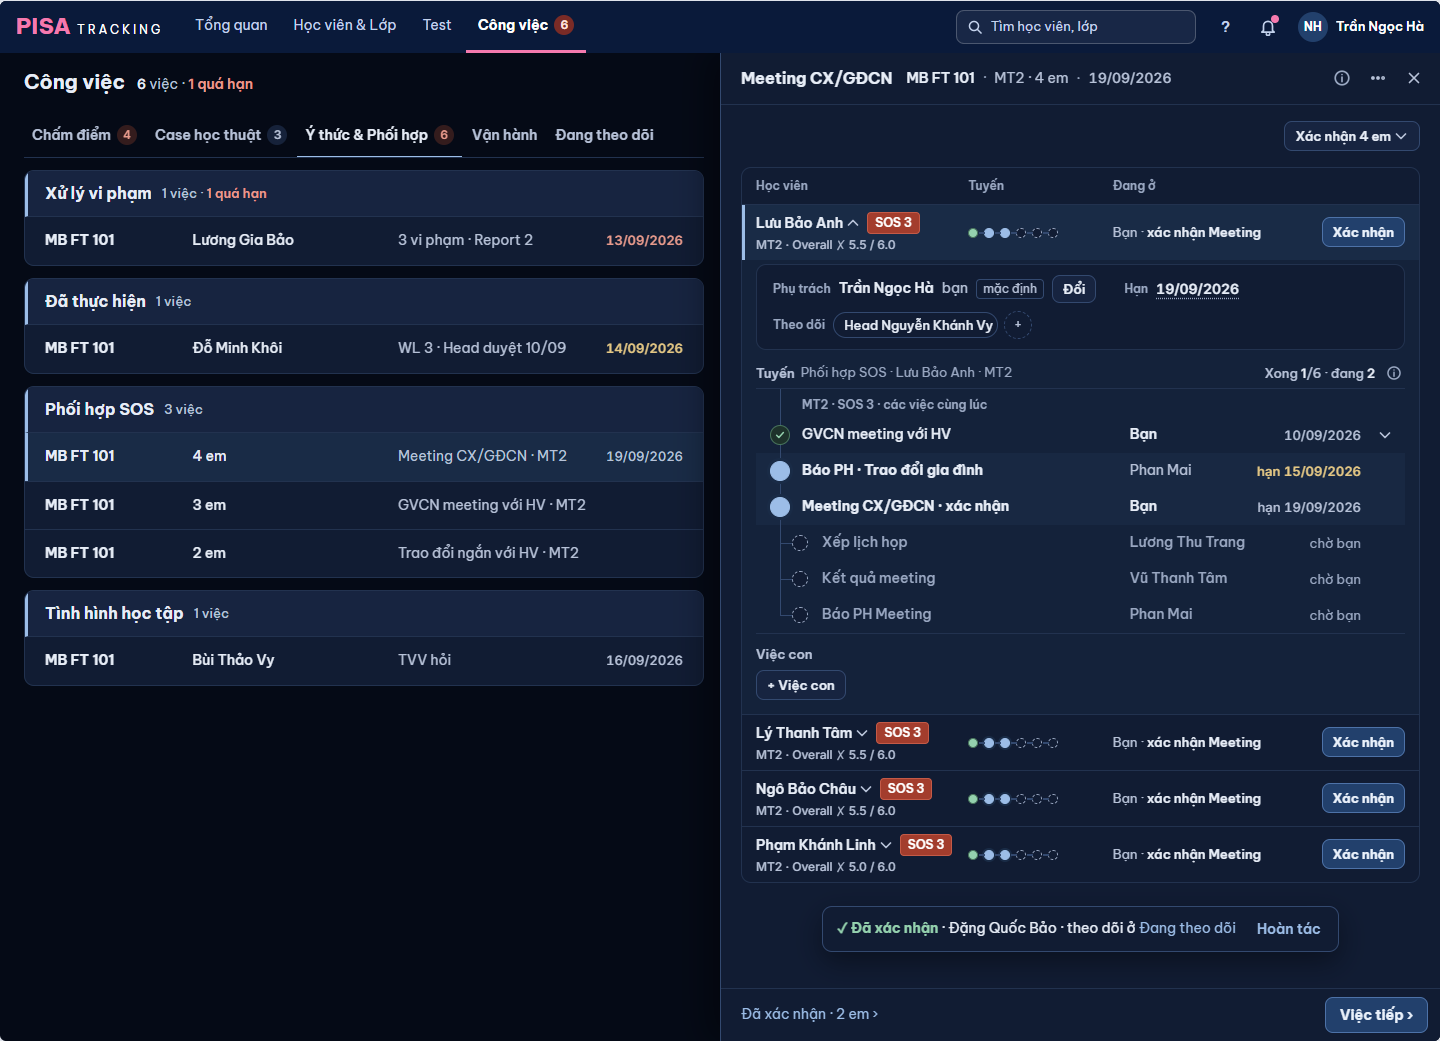 PISA TRACKING
Tổng quan
Học viên & Lớp
Test
Công việc 6
Tìm học viên, lớp
?
NH
Trần Ngọc Hà
Công việc 6 việc · 1 quá hạn
Chấm điểm 4
Case học thuật 3
Ý thức & Phối hợp 6
Vận hành
Đang theo dõi
Xử lý vi phạm 1 việc · 1 quá hạn
MB FT 101 Lương Gia Bảo 3 vi phạm · Report 2 13/09/2026
Đã thực hiện 1 việc
MB FT 101 Đỗ Minh Khôi WL 3 · Head duyệt 10/09 14/09/2026
Phối hợp SOS 3 việc
MB FT 101 4 em Meeting CX/GĐCN · MT2 19/09/2026
MB FT 101 3 em GVCN meeting với HV · MT2
MB FT 101 2 em Trao đổi ngắn với HV · MT2
Tình hình học tập 1 việc
MB FT 101 Bùi Thảo Vy TVV hỏi 16/09/2026
Meeting CX/GĐCN MB FT 101 · MT2 · 4 em · 19/09/2026
Xác nhận 4 em
Học viên Tuyến Đang ở
Lưu Bảo Anh SOS 3
MT2 · Overall ✗ 5.5 / 6.0
Bạn · xác nhận Meeting
Xác nhận
Phụ trách Trần Ngọc Hà bạn mặc định Đổi Hạn 19/09/2026
Theo dõi Head Nguyễn Khánh Vy +
Tuyến Phối hợp SOS · Lưu Bảo Anh · MT2 Xong 1/6 · đang 2
MT2 · SOS 3 · các việc cùng lúc
GVCN meeting với HV Bạn 10/09/2026
Báo PH · Trao đổi gia đình Phan Mai hạn 15/09/2026
Meeting CX/GĐCN · xác nhận Bạn hạn 19/09/2026
Xếp lịch họp Lương Thu Trang chờ bạn
Kết quả meeting Vũ Thanh Tâm chờ bạn
Báo PH Meeting Phan Mai chờ bạn
Việc con
+ Việc con
Lý Thanh Tâm SOS 3
MT2 · Overall ✗ 5.5 / 6.0
Bạn · xác nhận Meeting
Xác nhận
Ngô Bảo Châu SOS 3
MT2 · Overall ✗ 5.5 / 6.0
Bạn · xác nhận Meeting
Xác nhận
Phạm Khánh Linh SOS 3
MT2 · Overall ✗ 5.0 / 6.0
Bạn · xác nhận Meeting
Xác nhận
✓ Đã xác nhận · Đặng Quốc Bảo · theo dõi ở Đang theo dõi Hoàn tác
Đã xác nhận · 2 em ›
Việc tiếp ›